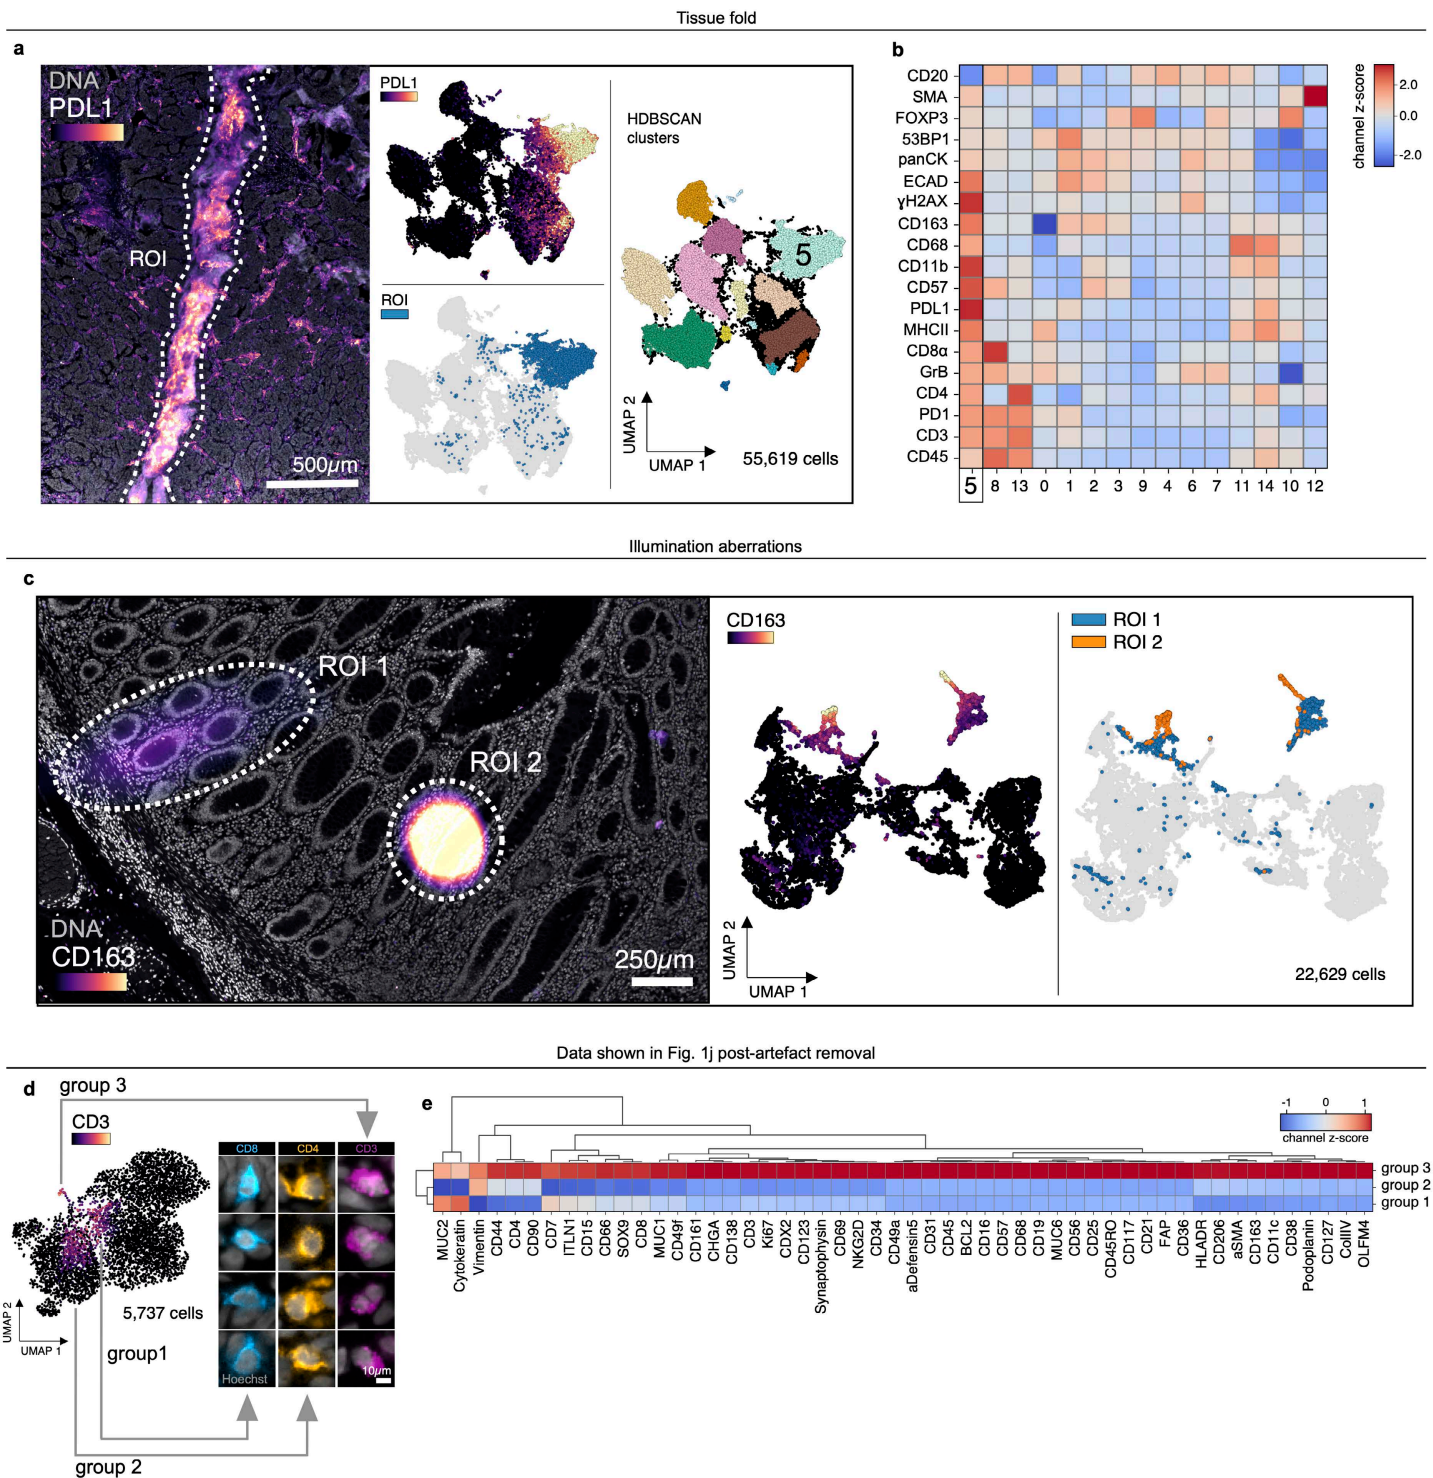 Tissue fold
a
DNA
PDL1
ROI
500µm
PDL1
ROI
HDBSCAN
clusters
5
UMAP 2
UMAP 1
55,619 cells
b
CD20
SMA
FOXP3
53BP1
panCK
ECAD
ɣH2AX
CD163
CD68
CD11b
CD57
PDL1
MHCII
CD8α
GrB
CD4
PD1
CD3
CD45
5 8 13 0 1 2 3 9 4 6 7 11 14 10 12
channel z-score
2.0
0.0
-2.0
Illumination aberrations
c
ROI 1
ROI 2
DNA
CD163
250µm
CD163
UMAP 2
UMAP 1
ROI 1
ROI 2
22,629 cells
Data shown in Fig. 1j post-artefact removal
d
group 3
CD3
5,737 cells
UMAP 2
UMAP 1
group1
group 2
CD8 CD4 CD3
Hoechst
10µm
e
-1 0 1
channel z-score
group 3
group 2
group 1
MUC2
Cytokeratin
Vimentin
CD44
CD4
CD90
CD7
ITLN1
CD15
CD66
SOX9
CD8
MUC1
CD49f
CD161
CHGA
CD138
CD3
Ki67
CDX2
CD123
Synaptophysin
CD69
NKG2D
CD34
CD49a
aDefensin5
CD31
CD45
BCL2
CD16
CD57
CD68
CD19
MUC6
CD56
CD25
CD45RO
CD117
CD21
FAP
CD36
HLADR
CD206
aSMA
CD163
CD11c
CD38
Podoplanin
CD127
CollIV
OLFM4